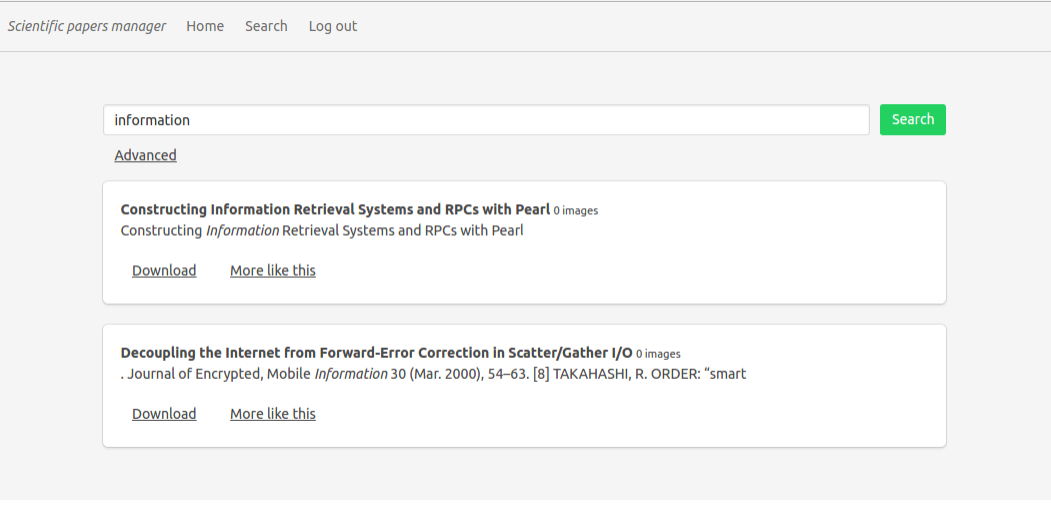 Scientific papers manager Home Search Log out
information Search
Advanced
Constructing Information Retrieval Systems and RPCs with Pearl 0 images
Constructing Information Retrieval Systems and RPCs with Pearl
Download More like this
Decoupling the Internet from Forward-Error Correction in Scatter/Gather I/O 0 images
. Journal of Encrypted, Mobile Information 30 (Mar. 2000), 54–63. [8] TAKAHASHI, R. ORDER: “smart
Download More like this